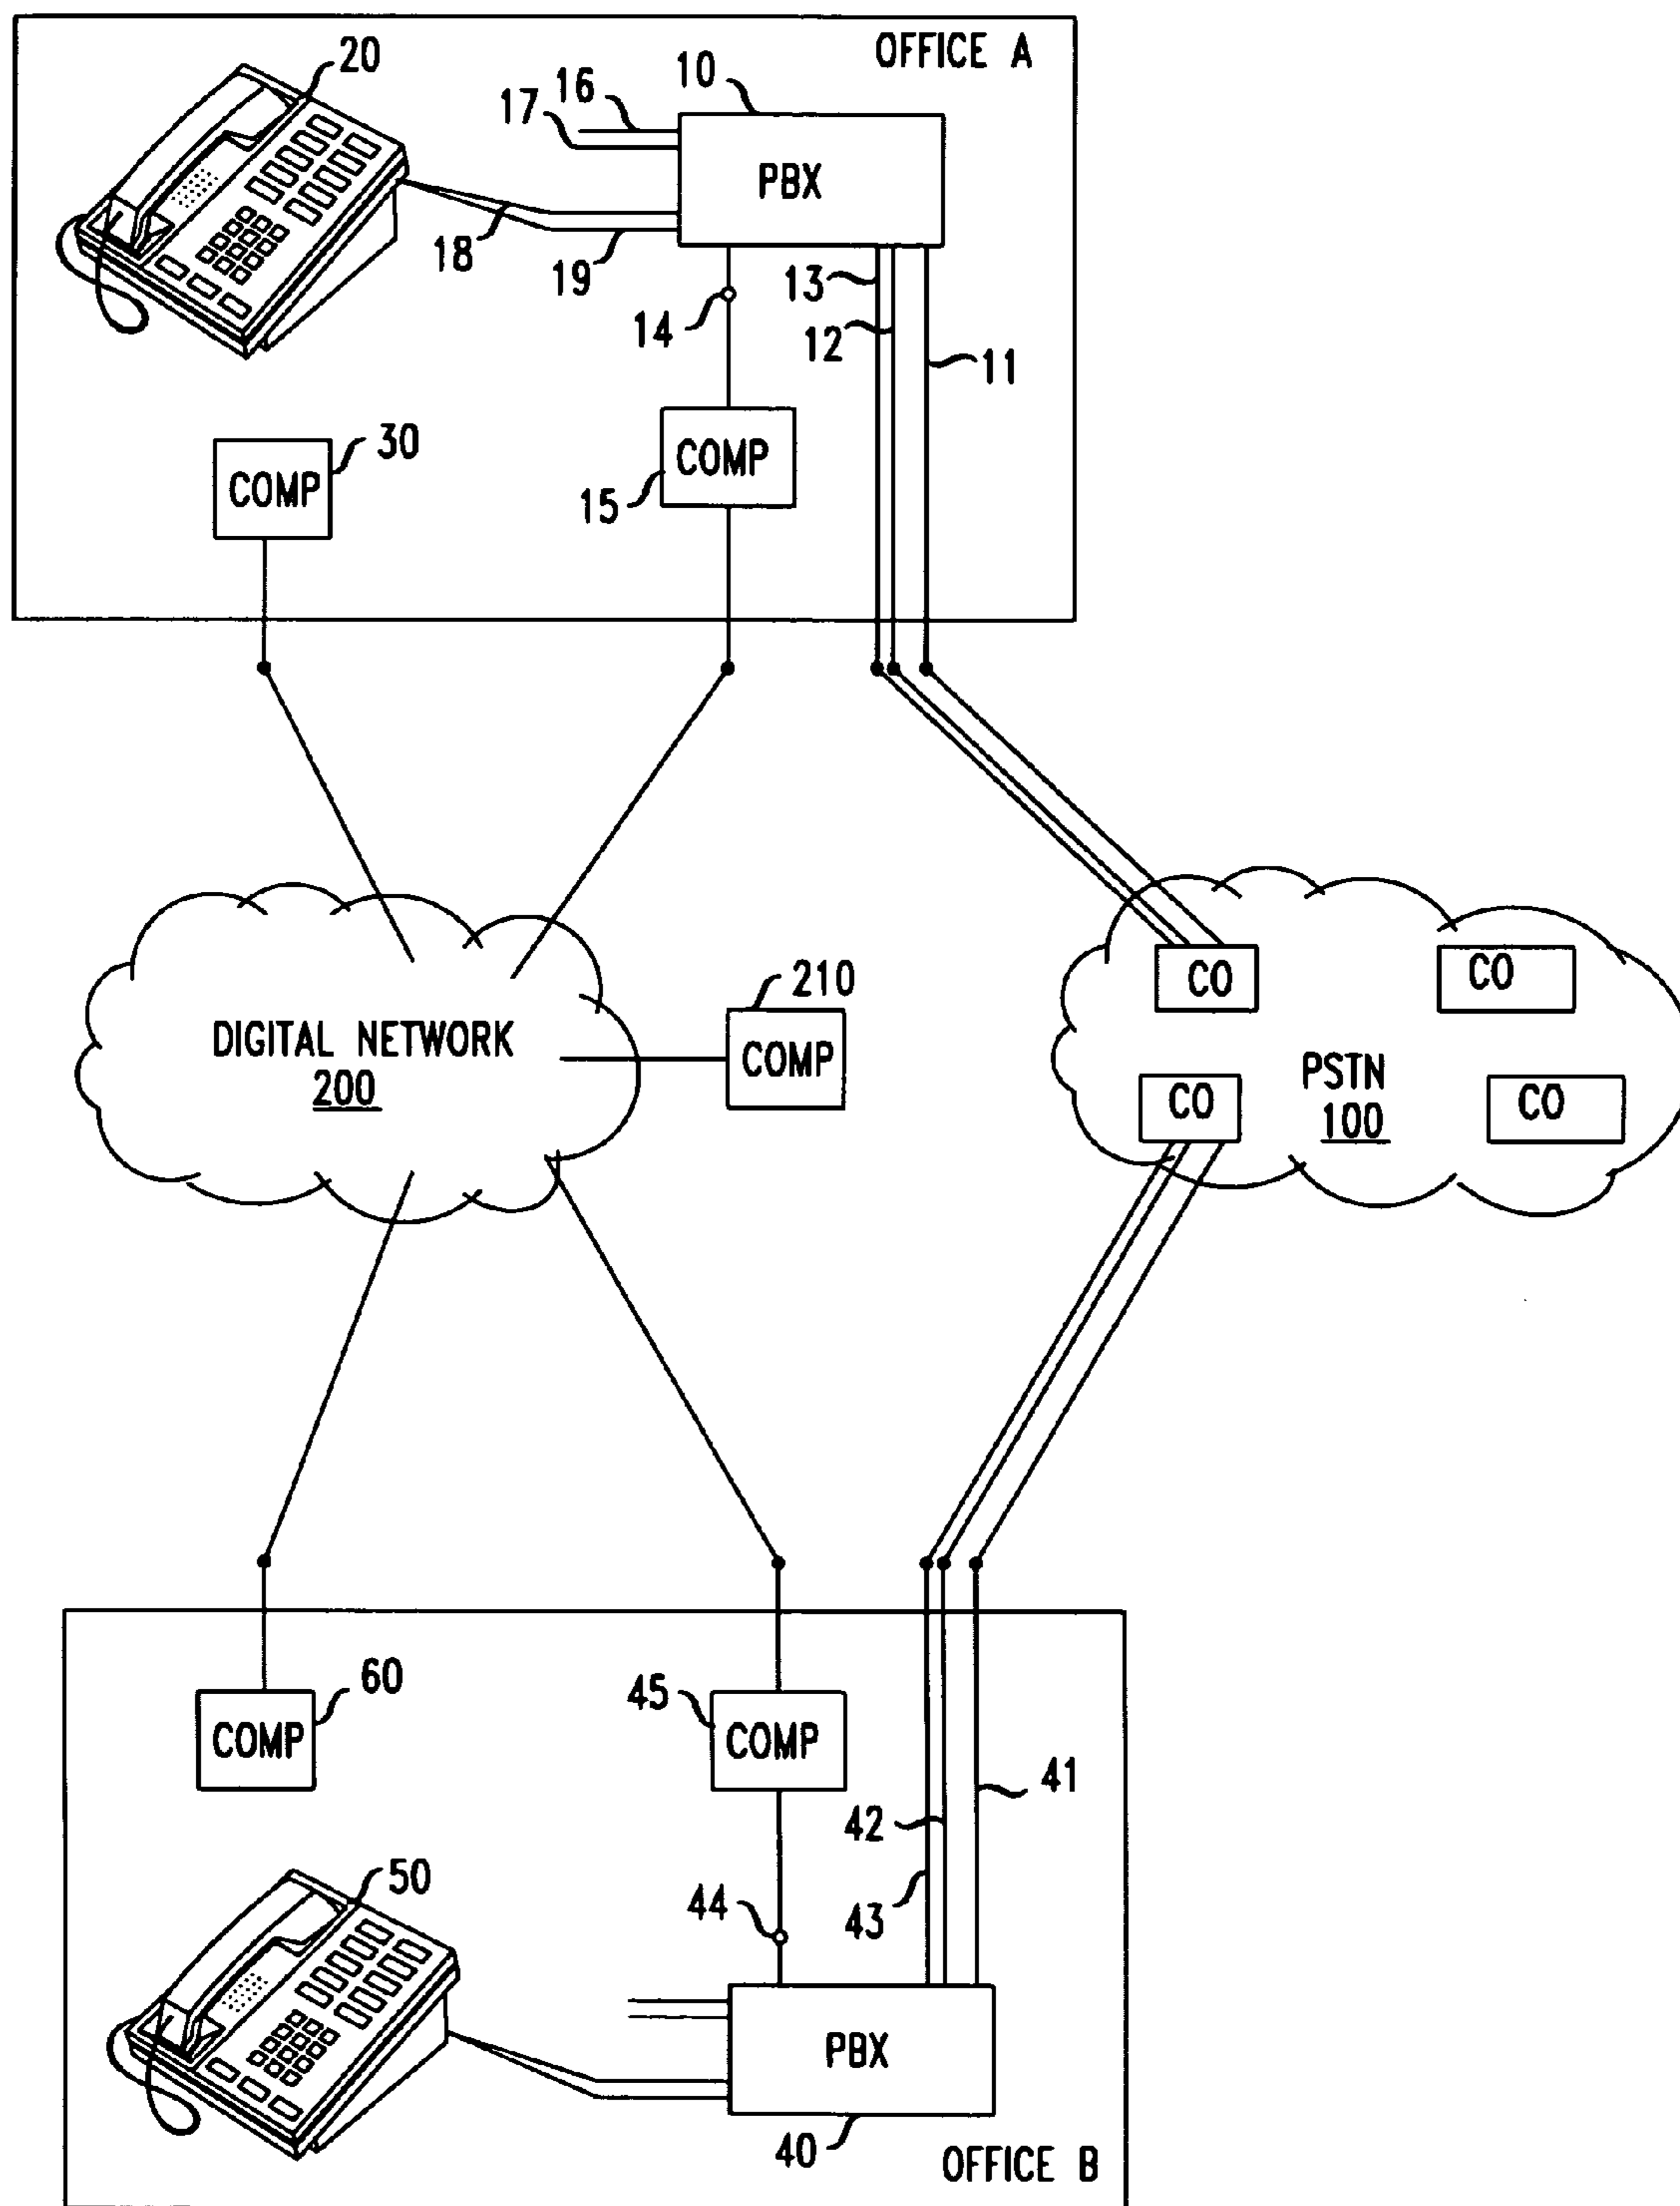 OFFICE A
20
16
17
10
PBX
18
19
13
14
12
11
30
COMP
COMP
15
210
CO
CO
DIGITAL NETWORK
200
COMP
PSTN
100
CO
CO
60
COMP
45
COMP
41
42
43
50
44
PBX
40
OFFICE B